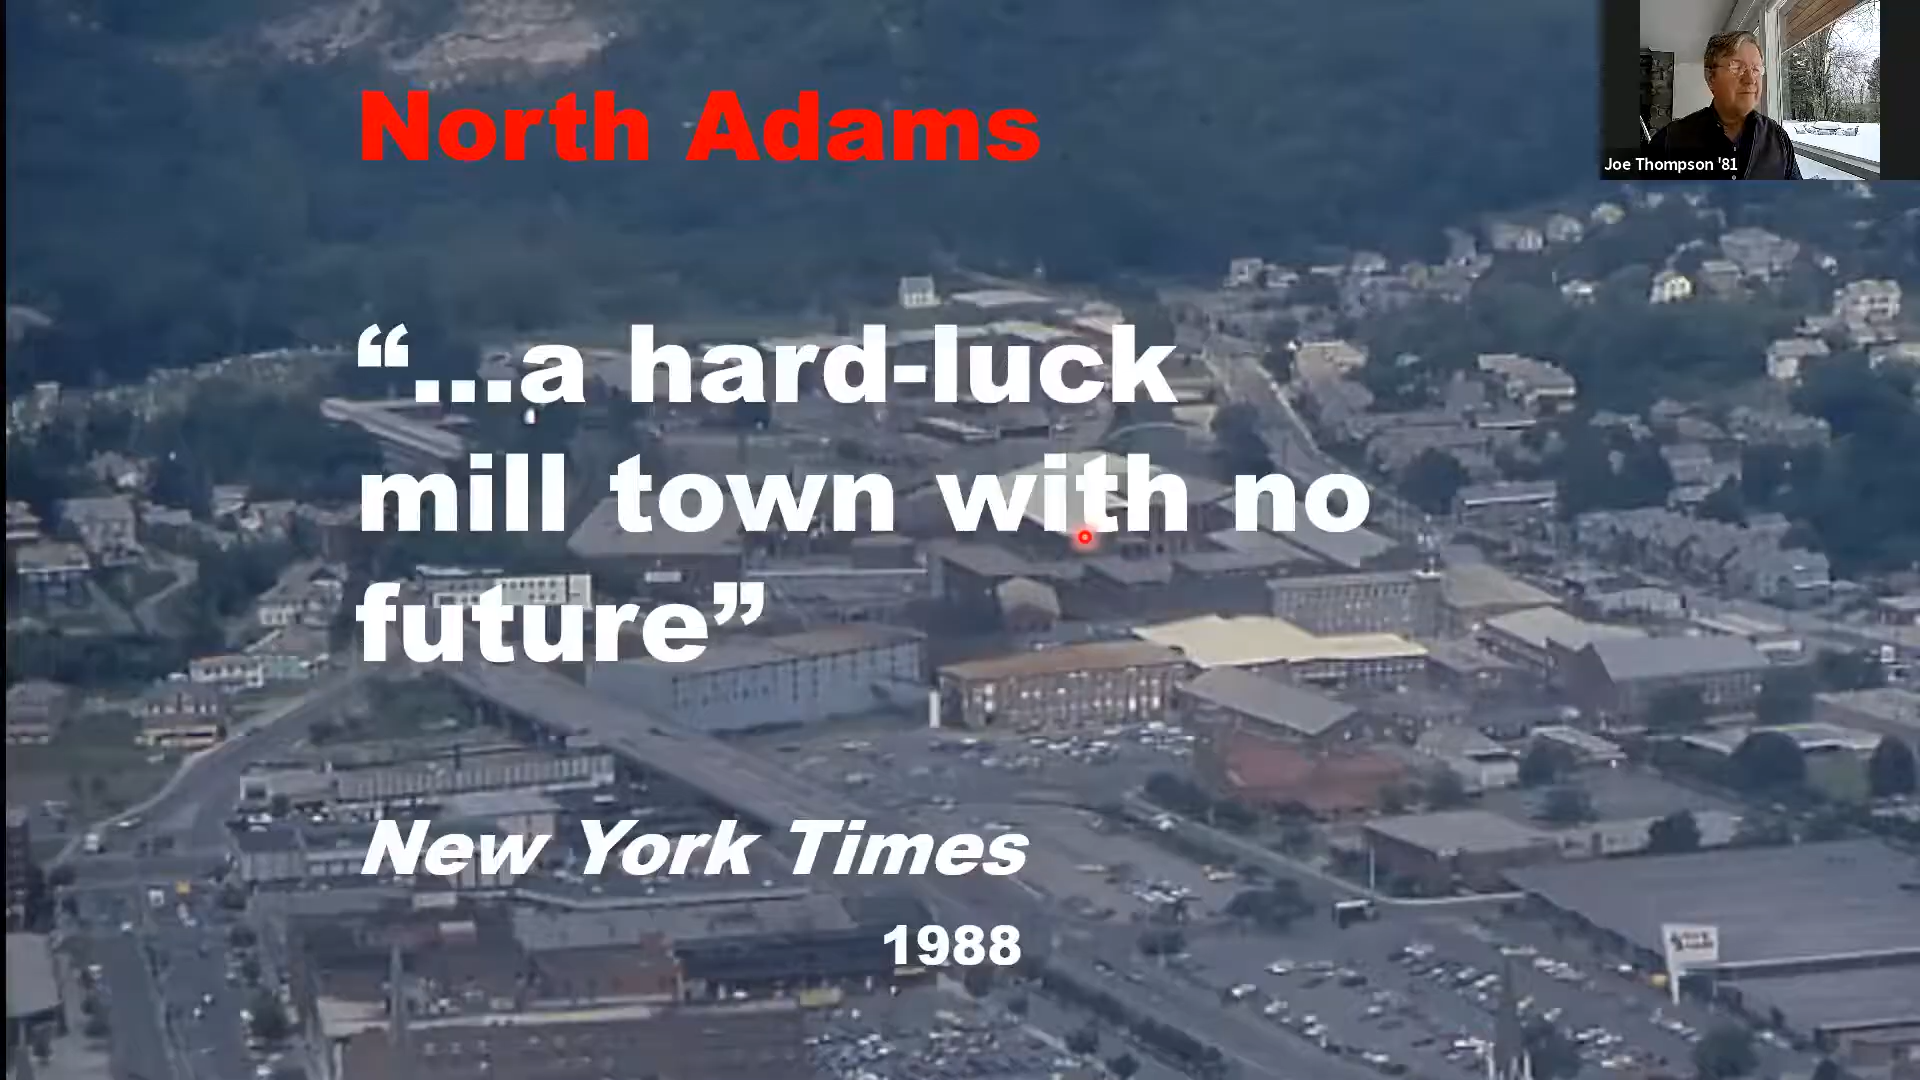 North Adams
Joe Thompson '81
“...a hard-luck
mill town with no
future”
New York Times
1988